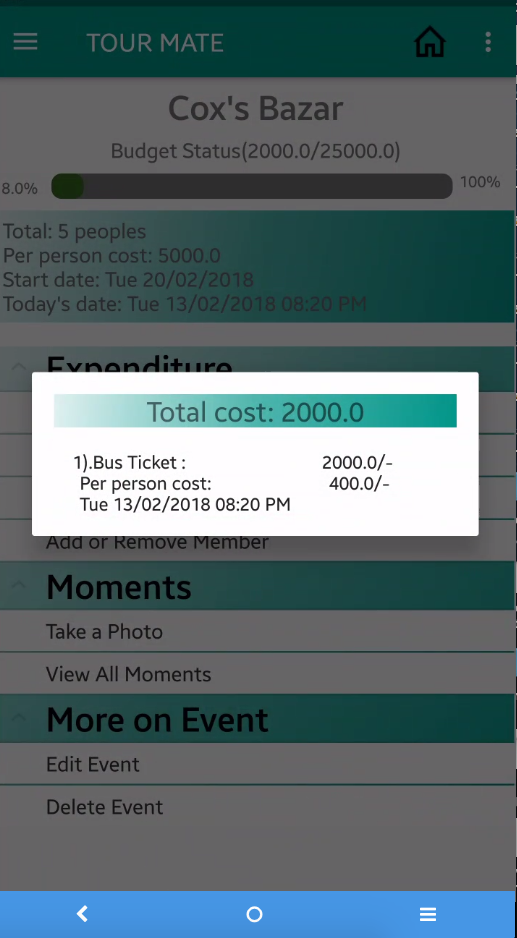 TOUR MATE
Cox's Bazar
Budget Status(2000.0/25000.0)
8.0% 100%
Total: 5 peoples
Per person cost: 5000.0
Start date: Tue 20/02/2018
Today's date: Tue 13/02/2018 08:20 PM
Expenditure
Total cost: 2000.0
1).Bus Ticket : 2000.0/-
Per person cost: 400.0/-
Tue 13/02/2018 08:20 PM
Add or Remove Member
Moments
Take a Photo
View All Moments
More on Event
Edit Event
Delete Event